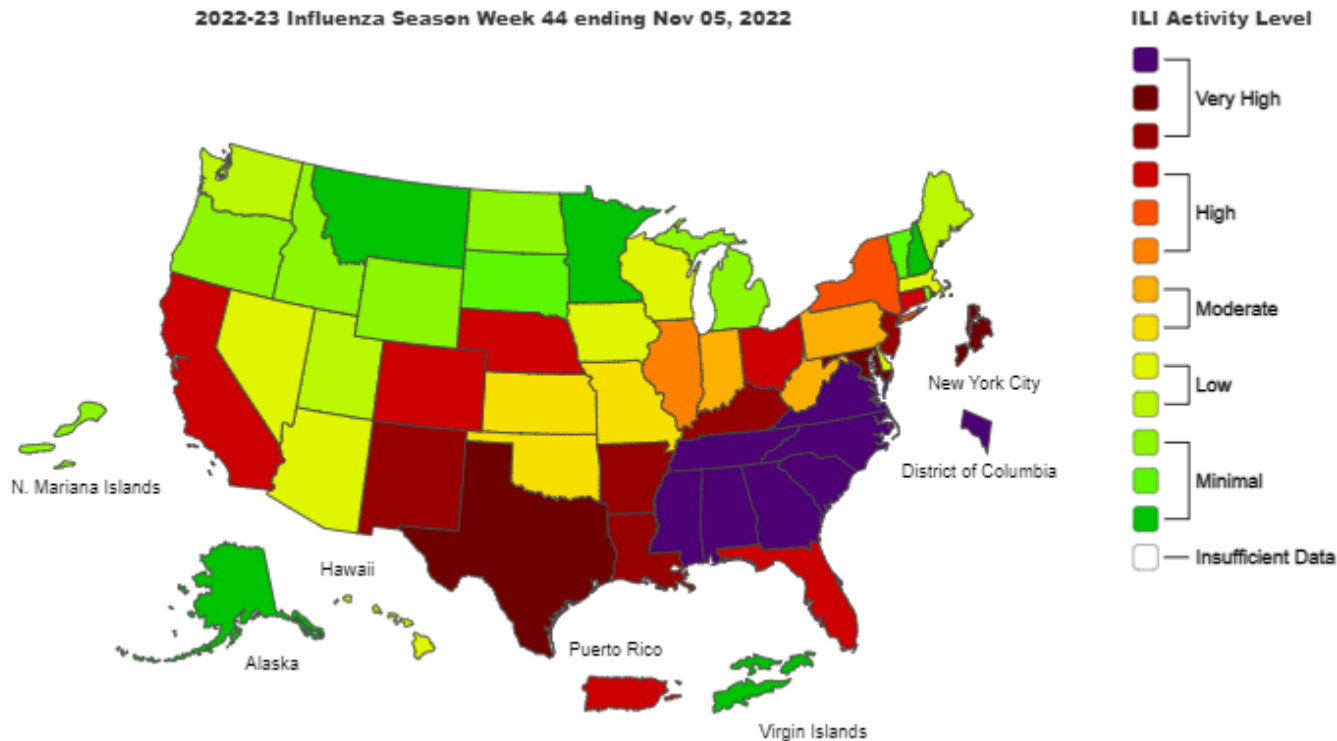 2022-23 Influenza Season Week 44 ending Nov 05, 2022
ILI Activity Level
Very High
High
Moderate
Low
Minimal
Insufficient Data
New York City
District of Columbia
N. Mariana Islands
Hawaii
Alaska
Puerto Rico
Virgin Islands